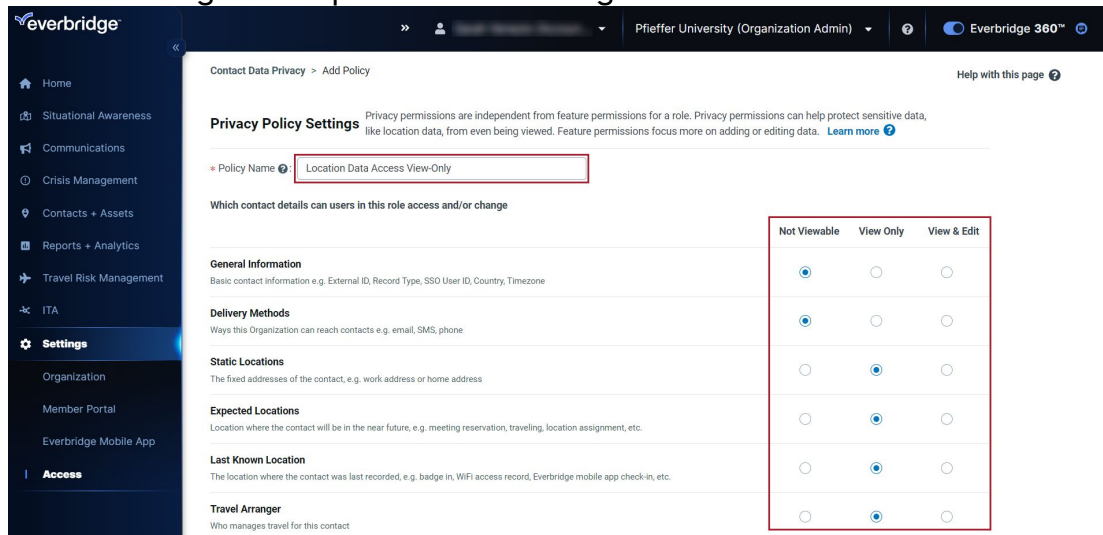 everbridge™
Pfieffer University (Organization Admin)
Everbridge 360™
Home
Situational Awareness
Communications
Crisis Management
Contacts + Assets
Reports + Analytics
Travel Risk Management
ITA
Settings
Organization
Member Portal
Everbridge Mobile App
Access
Contact Data Privacy > Add Policy
Help with this page
Privacy Policy Settings
Privacy permissions are independent from feature permissions for a role. Privacy permissions can help protect sensitive data,
like location data, from even being viewed. Feature permissions focus more on adding or editing data. Learn more
* Policy Name :
Location Data Access View-Only
Which contact details can users in this role access and/or change
Not Viewable View Only View & Edit
General Information
Basic contact information e.g. External ID, Record Type, SSO User ID, Country, Timezone
Delivery Methods
Ways this Organization can reach contacts e.g. email, SMS, phone
Static Locations
The fixed addresses of the contact, e.g. work address or home address
Expected Locations
Location where the contact will be in the near future, e.g. meeting reservation, traveling, location assignment, etc.
Last Known Location
The location where the contact was last recorded, e.g. badge in, WiFi access record, Everbridge mobile app check-in, etc.
Travel Arranger
Who manages travel for this contact